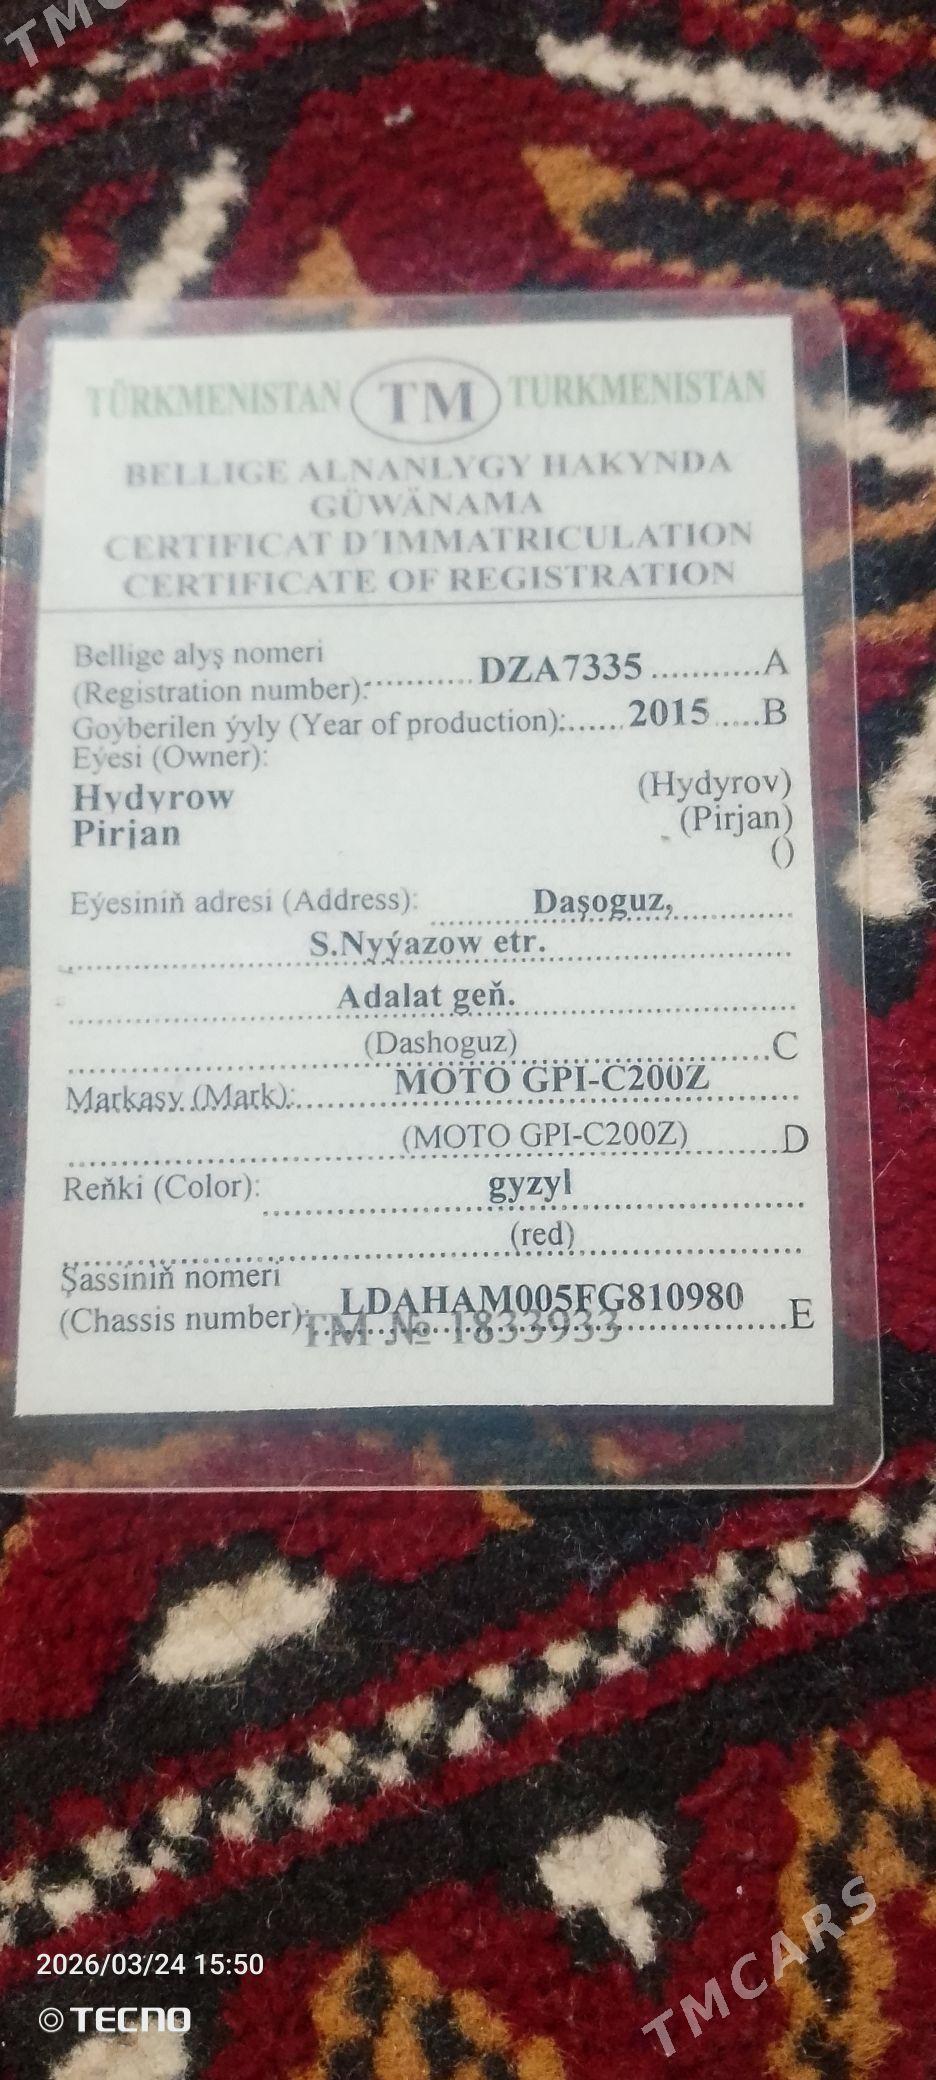 TÜRKMENISTAN TM TURKMENISTAN
BELLIGE ALNANLYGY HAKYNDA
GÜWÄNAMA
CERTIFICAT D'IMMATRICULATION
CERTIFICATE OF REGISTRATION
Bellige alyş nomeri
(Registration number):...........DZA7335...........A
Goýberilen ýyly (Year of production):......2015.....B
Eýesi (Owner):
Hydyrow (Hydyrov)
Pirjan (Pirjan)
()
Eýesiniň adresi (Address): Daşoguz,
S.Nyýazow etr.
Adalat geň.
(Dashoguz) C
Markasy (Mark): MOTO GPI-C200Z
(MOTO GPI-C200Z) D
Reňki (Color): gyzyl
(red)
Şassiniň nomeri
(Chassis number): LDAHAM005FG810980 E
TM № 1833933
2026/03/24 15:50
TECNO
TMCARS